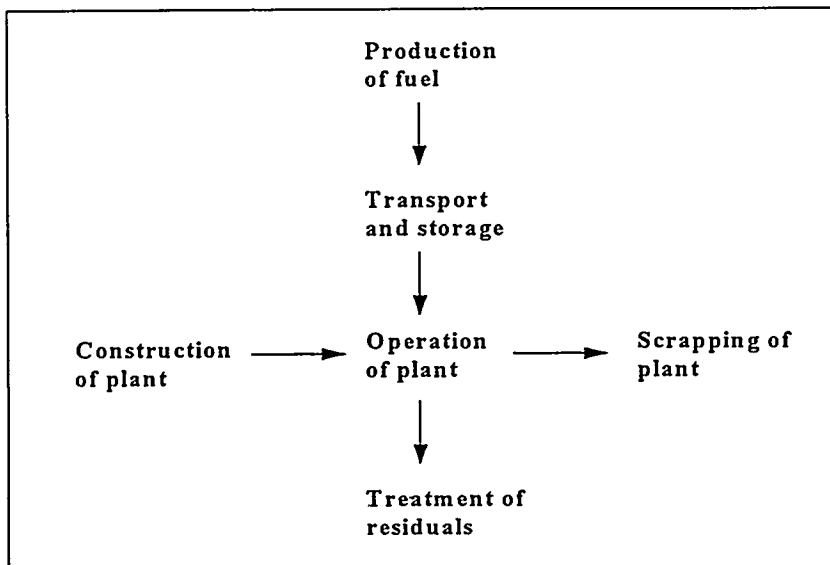 Production
of fuel
Transport
and storage
Construction
of plant
Operation
of plant
Scrapping of
plant
Treatment of
residuals